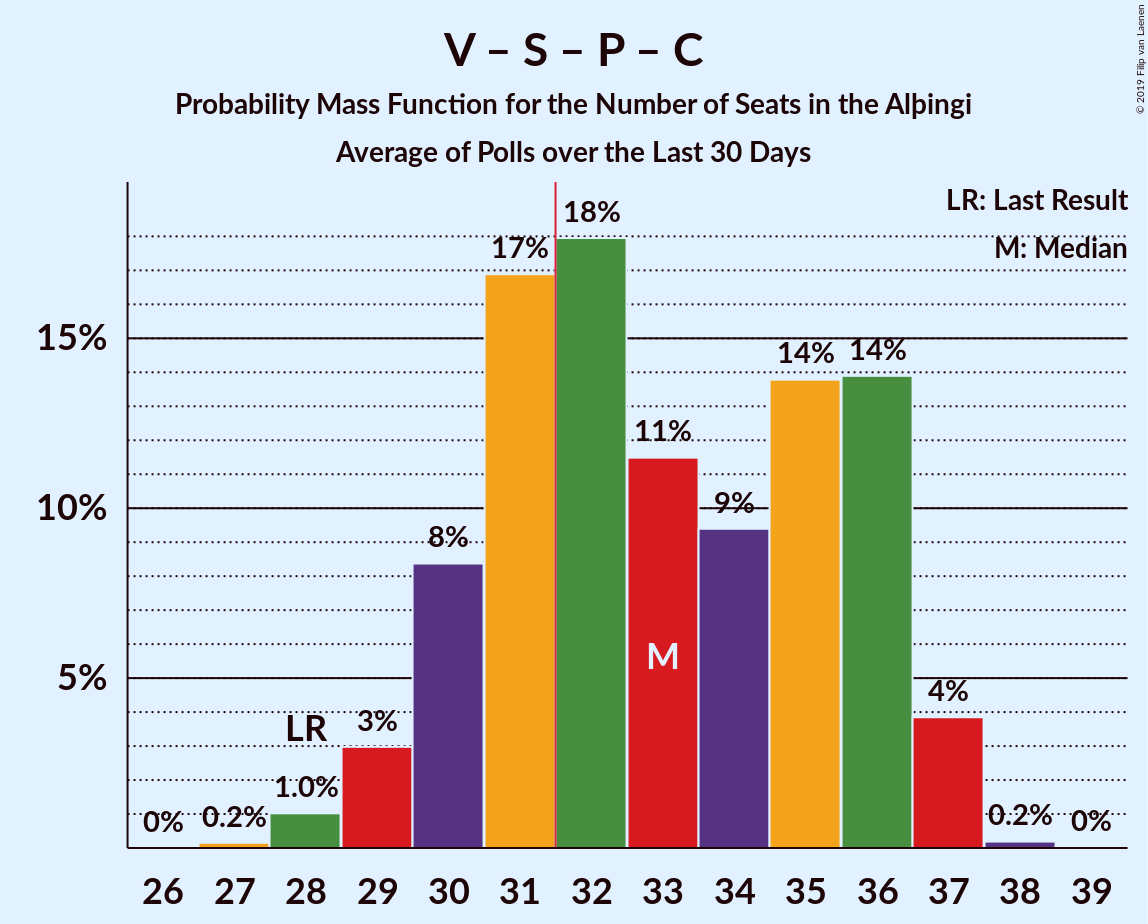 V – S – P – C
Probability Mass Function for the Number of Seats in the Alþingi
Average of Polls over the Last 30 Days
© 2019 Filip van Laenen
LR: Last Result
M: Median
18%
17%
15%
14% 14%
11%
10%
9%
8%
M
5%
4%
LR
3%
1.0%
0% 0.2% 0.2% 0%
26 27 28 29 30 31 32 33 34 35 36 37 38 39